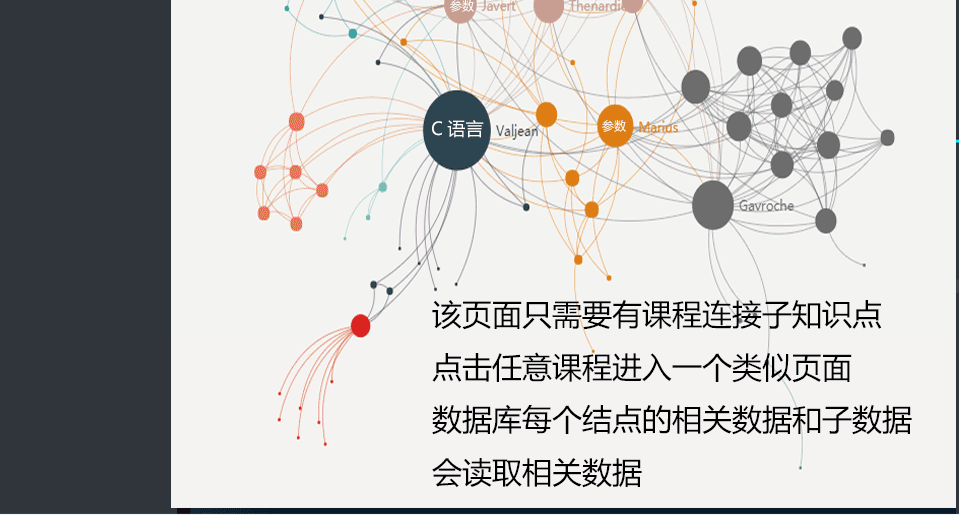 参数 Javert Thenardier
C 语言 Valjean 参数 Marius
Gavroche
该页面只需要有课程连接子知识点
点击任意课程进入一个类似页面
数据库每个结点的相关数据和子数据
会读取相关数据